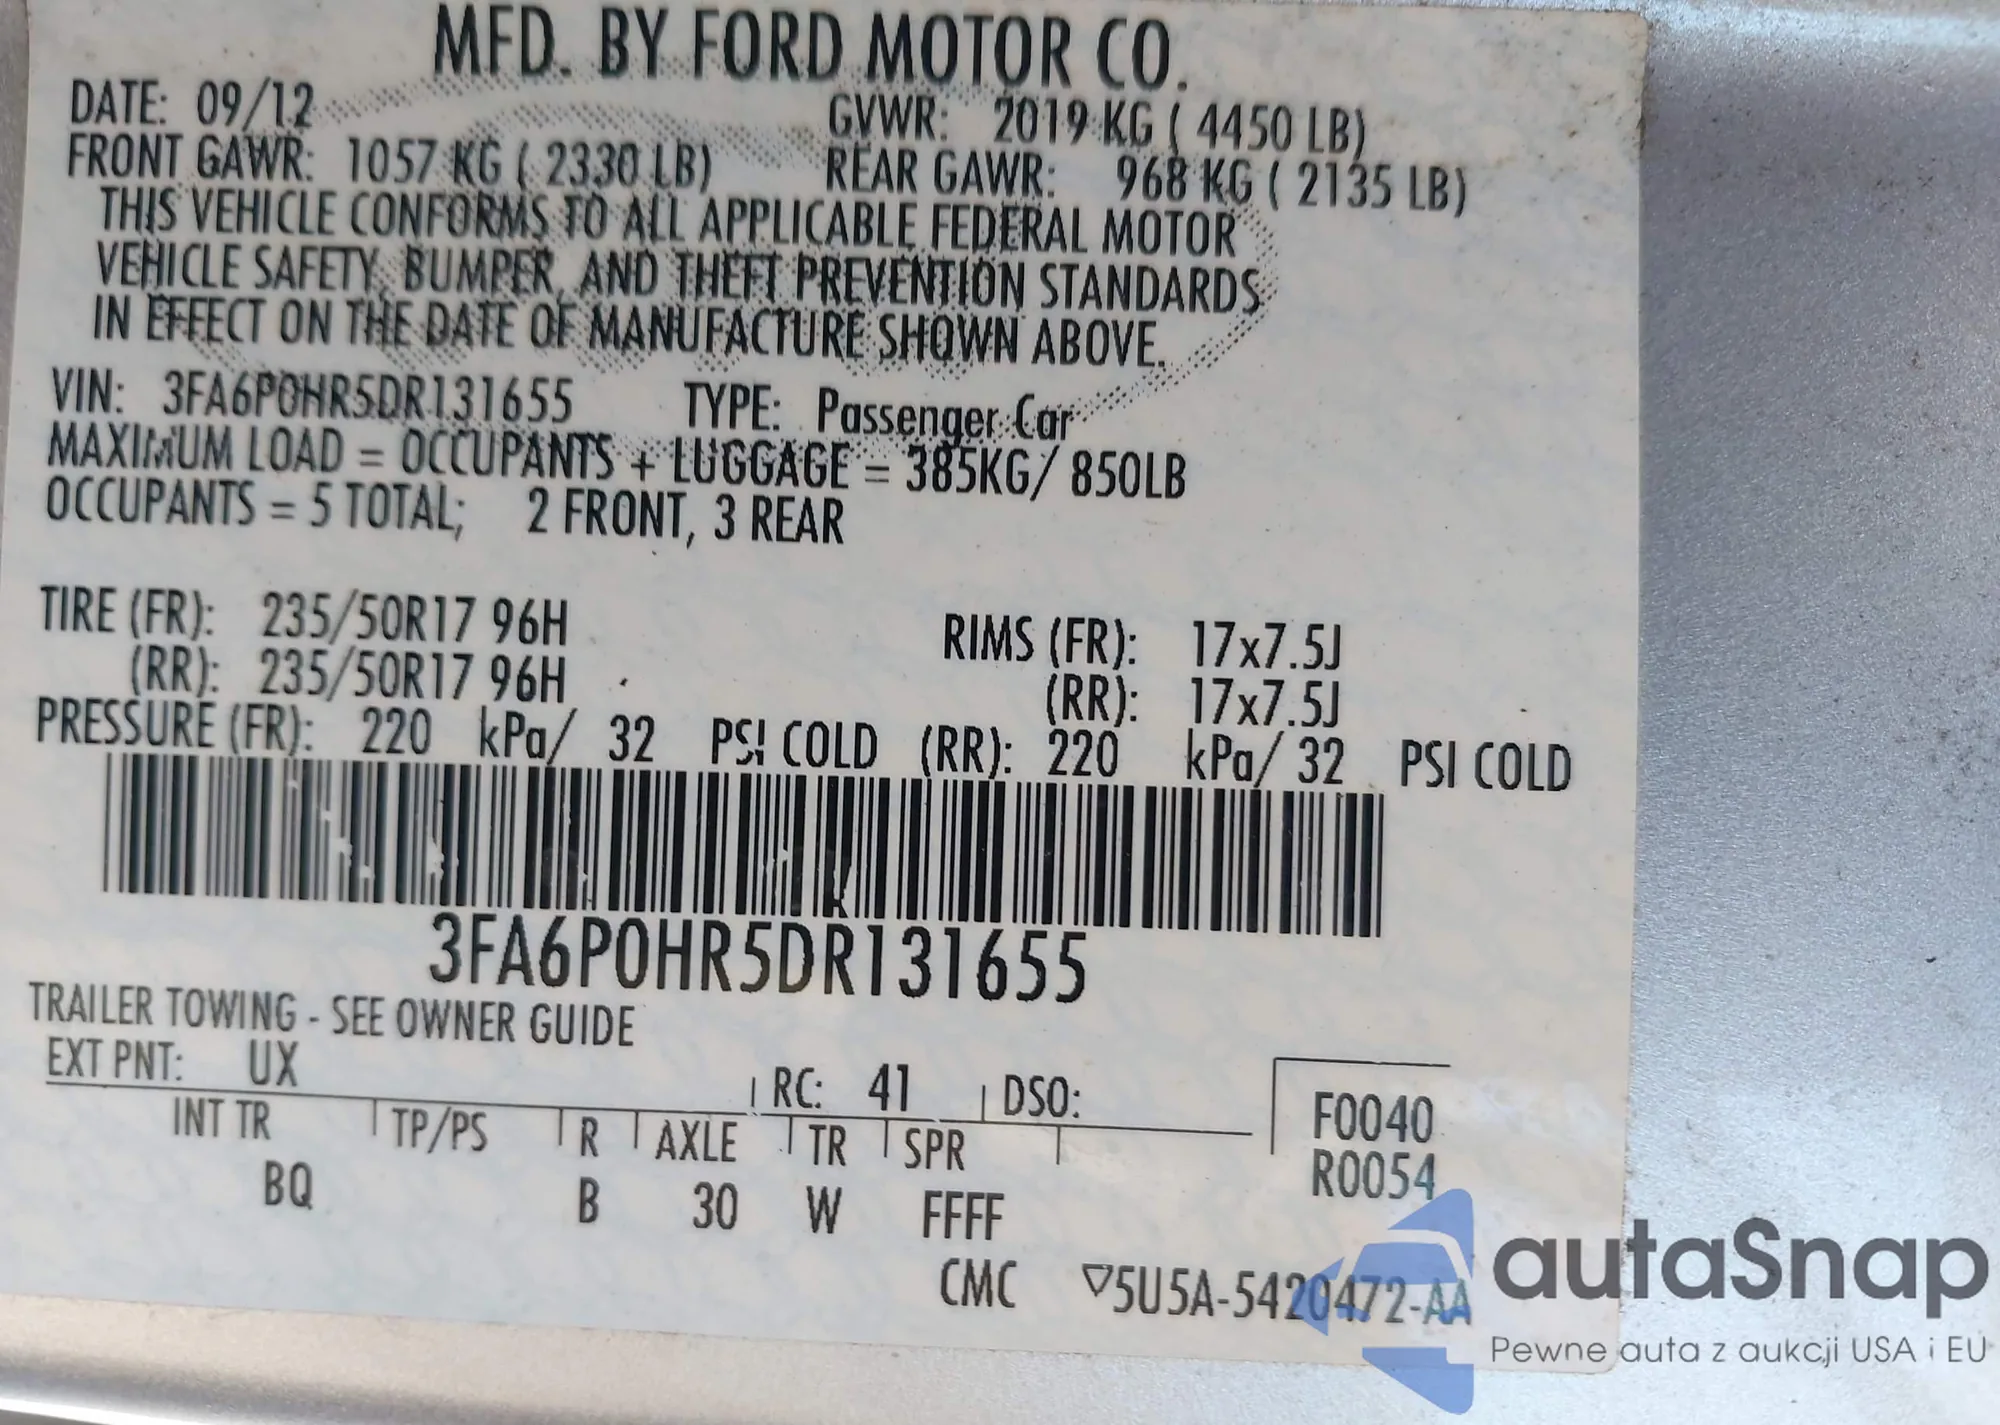 MFD. BY FORD MOTOR CO.
DATE: 09/12 GVWR: 2019 KG ( 4450 LB)
FRONT GAWR: 1057 KG ( 2330 LB) REAR GAWR: 968 KG ( 2135 LB)
THIS VEHICLE CONFORMS TO ALL APPLICABLE FEDERAL MOTOR
VEHICLE SAFETY, BUMPER, AND THEFT PREVENTION STANDARDS
IN EFFECT ON THE DATE OF MANUFACTURE SHOWN ABOVE.
VIN: 3FA6P0HR5DR131655 TYPE: Passenger Car
MAXIMUM LOAD = OCCUPANTS + LUGGAGE = 385KG/ 850LB
OCCUPANTS = 5 TOTAL; 2 FRONT, 3 REAR
TIRE (FR): 235/50R17 96H RIMS (FR): 17x7.5J
(RR): 235/50R17 96H (RR): 17x7.5J
PRESSURE (FR): 220 kPa/ 32 PSI COLD (RR): 220 kPa/ 32 PSI COLD
3FA6P0HR5DR131655
TRAILER TOWING - SEE OWNER GUIDE
EXT PNT: UX RC: 41 DSO:
INT TR TP/PS R AXLE TR SPR F0040
BQ B 30 W FFFF R0054
CMC ▽5U5A-5420472-AA
autaSnap
Pewne auta z aukcji USA i EU